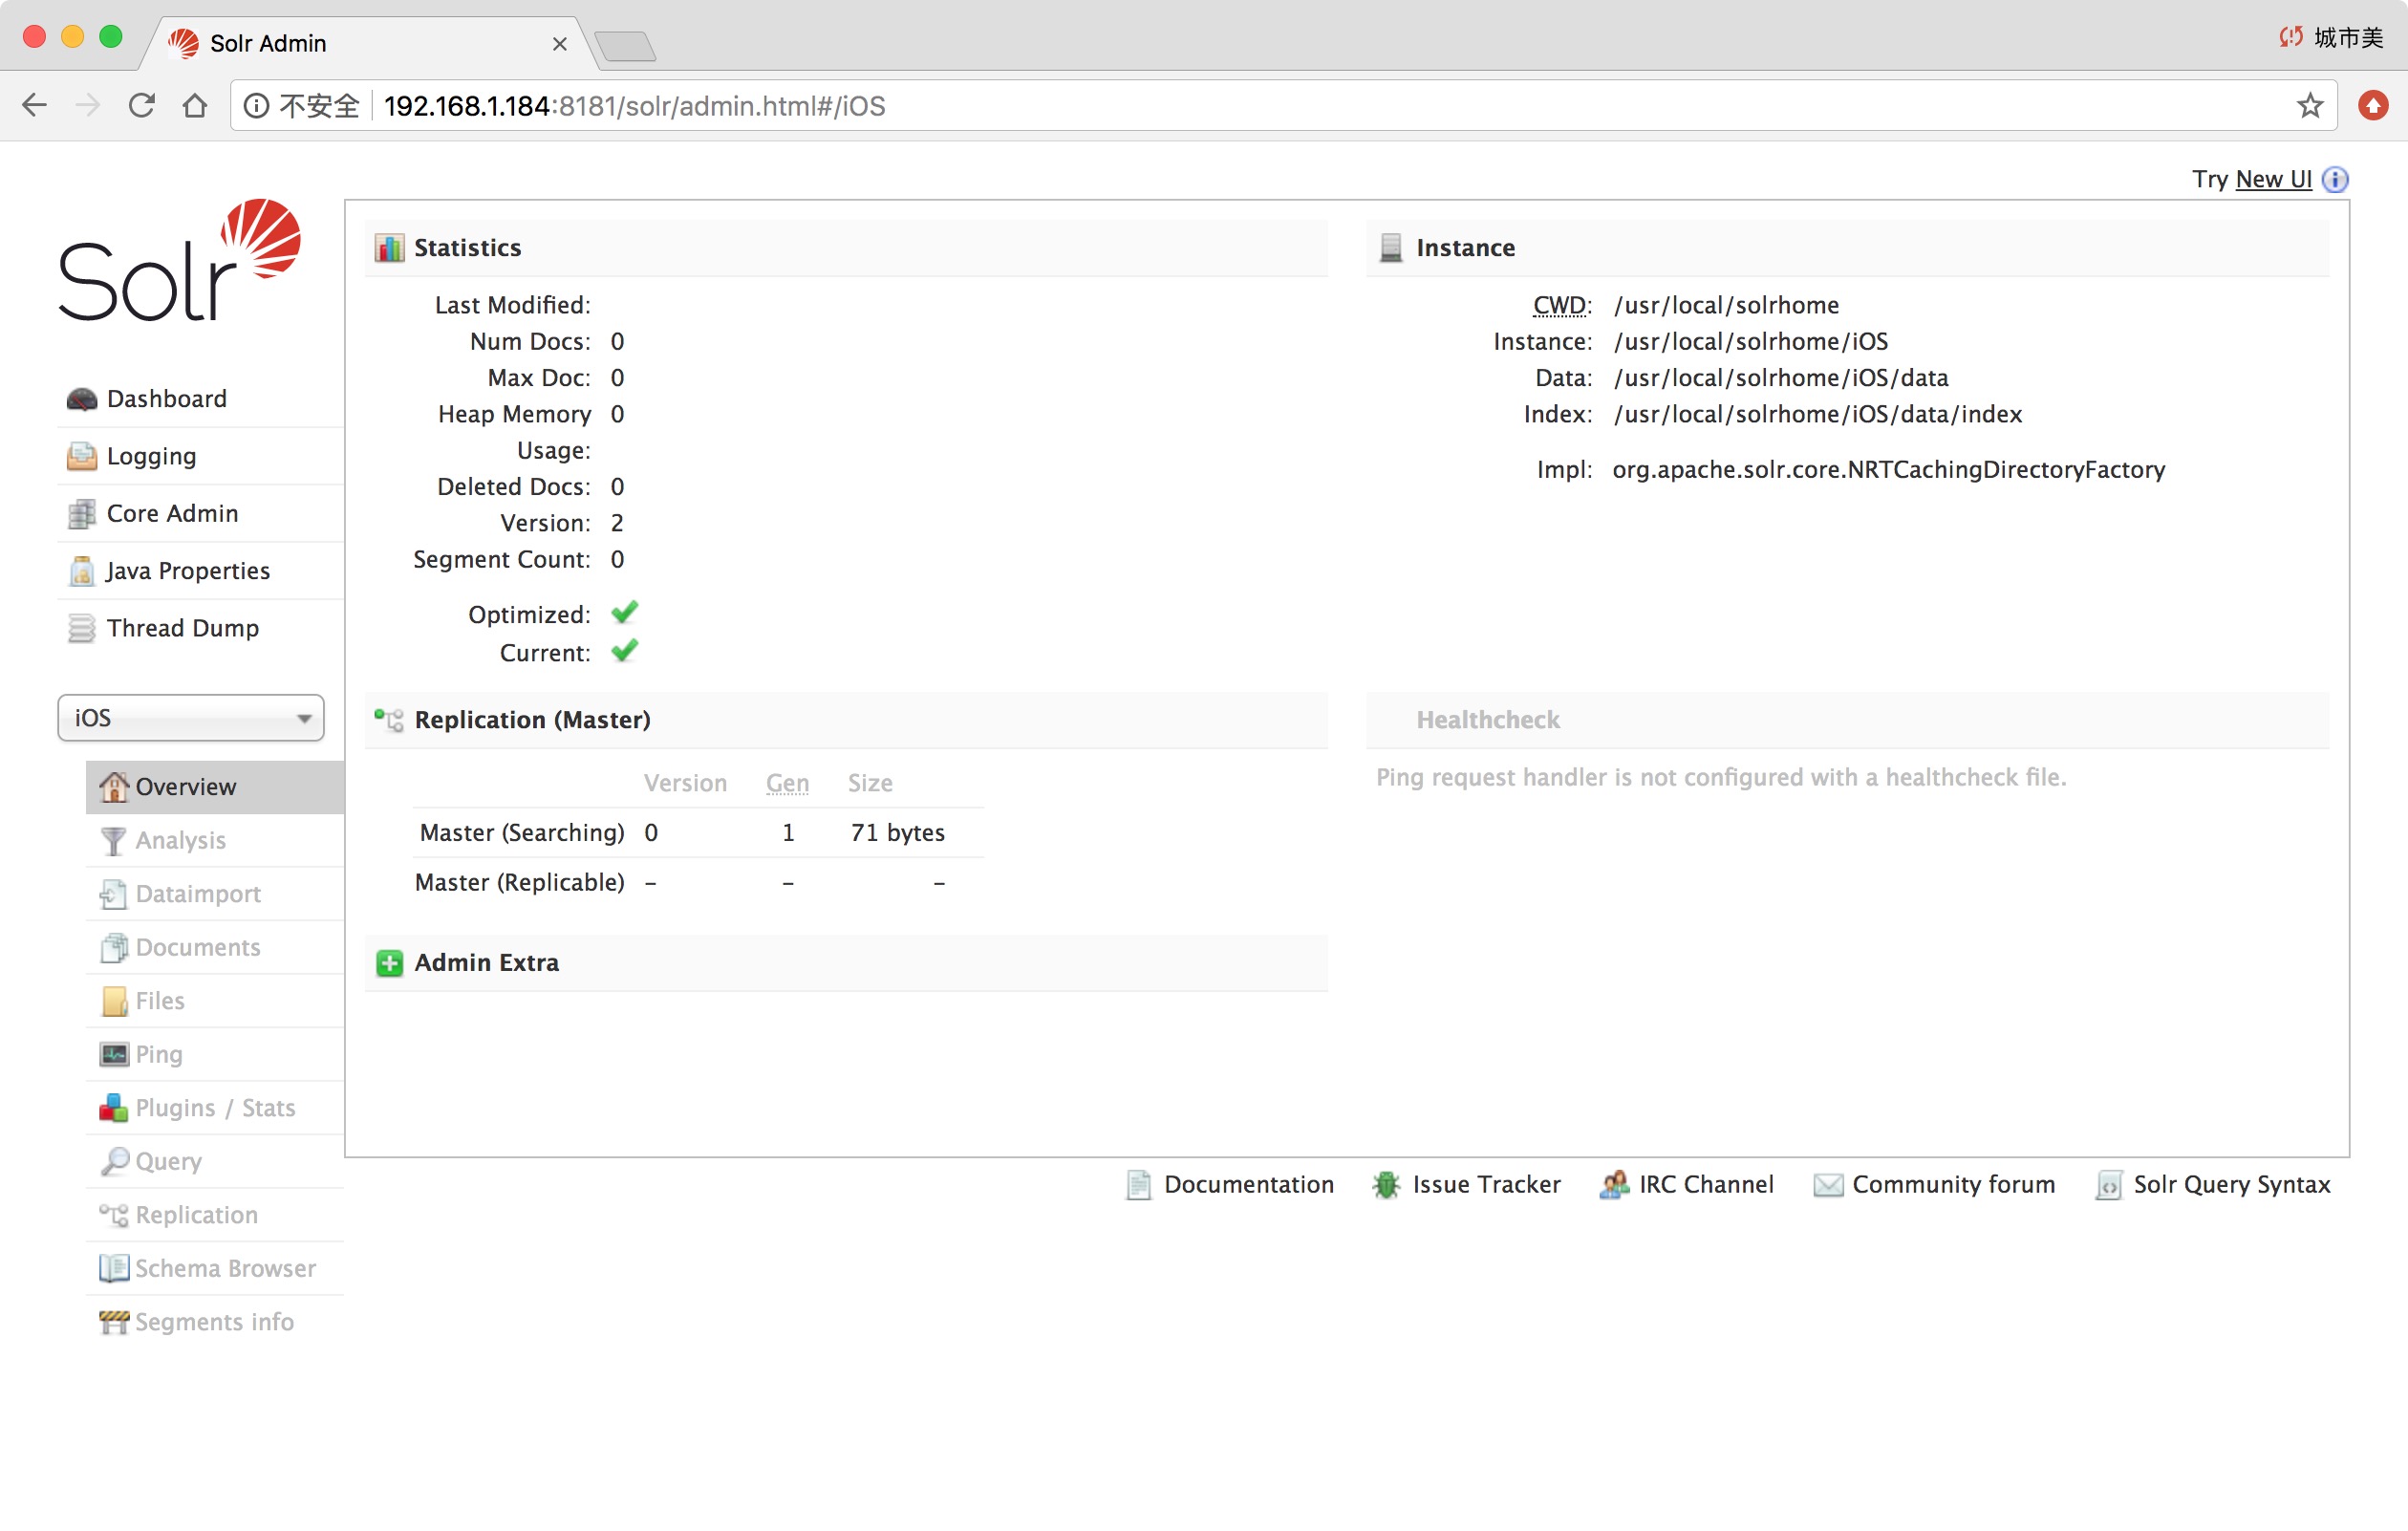 Solr Admin
城市美
不安全 192.168.1.184:8181/solr/admin.html#/iOS
Try New UI
Solr
Dashboard
Logging
Core Admin
Java Properties
Thread Dump
iOS
Overview
Analysis
Dataimport
Documents
Files
Ping
Plugins / Stats
Query
Replication
Schema Browser
Segments info
Statistics
Last Modified:
Num Docs: 0
Max Doc: 0
Heap Memory 0
Usage:
Deleted Docs: 0
Version: 2
Segment Count: 0
Optimized:
Current:
Instance
CWD: /usr/local/solrhome
Instance: /usr/local/solrhome/iOS
Data: /usr/local/solrhome/iOS/data
Index: /usr/local/solrhome/iOS/data/index
Impl: org.apache.solr.core.NRTCachingDirectoryFactory
Replication (Master)
Version Gen Size
Master (Searching) 0 1 71 bytes
Master (Replicable) – – –
Healthcheck
Ping request handler is not configured with a healthcheck file.
Admin Extra
Documentation Issue Tracker IRC Channel Community forum Solr Query Syntax